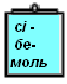 сі -
бе-
моль